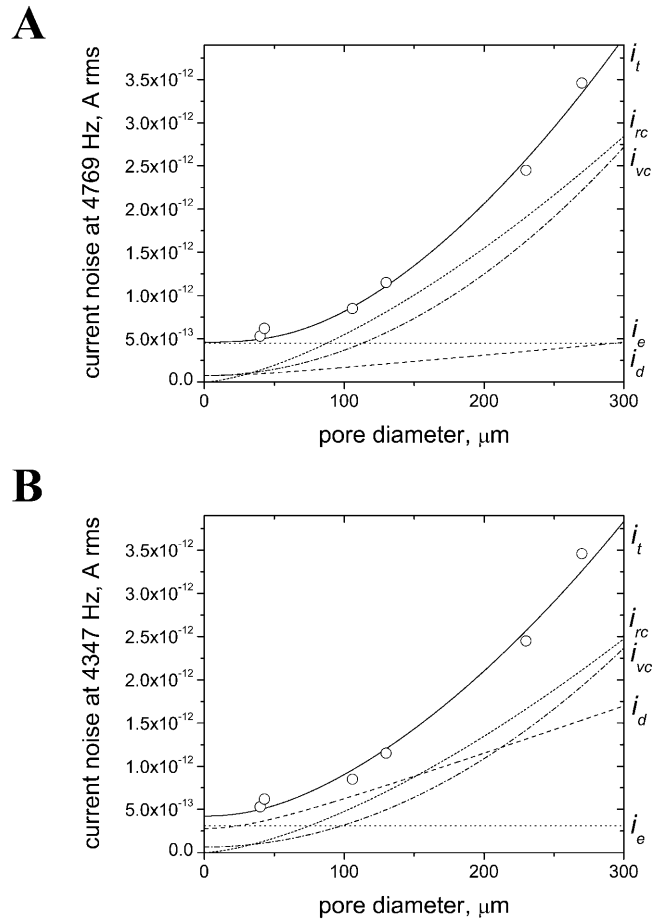 A
current noise at 4769 Hz, A rms
3.5x10⁻¹²
3.0x10⁻¹²
2.5x10⁻¹²
2.0x10⁻¹²
1.5x10⁻¹²
1.0x10⁻¹²
5.0x10⁻¹³
0.0
0 100 200 300
pore diameter, μm
i_t
i_rc
i_vc
i_e
i_d
B
current noise at 4347 Hz, A rms
3.5x10⁻¹²
3.0x10⁻¹²
2.5x10⁻¹²
2.0x10⁻¹²
1.5x10⁻¹²
1.0x10⁻¹²
5.0x10⁻¹³
0.0
0 100 200 300
pore diameter, μm
i_t
i_rc
i_vc
i_d
i_e